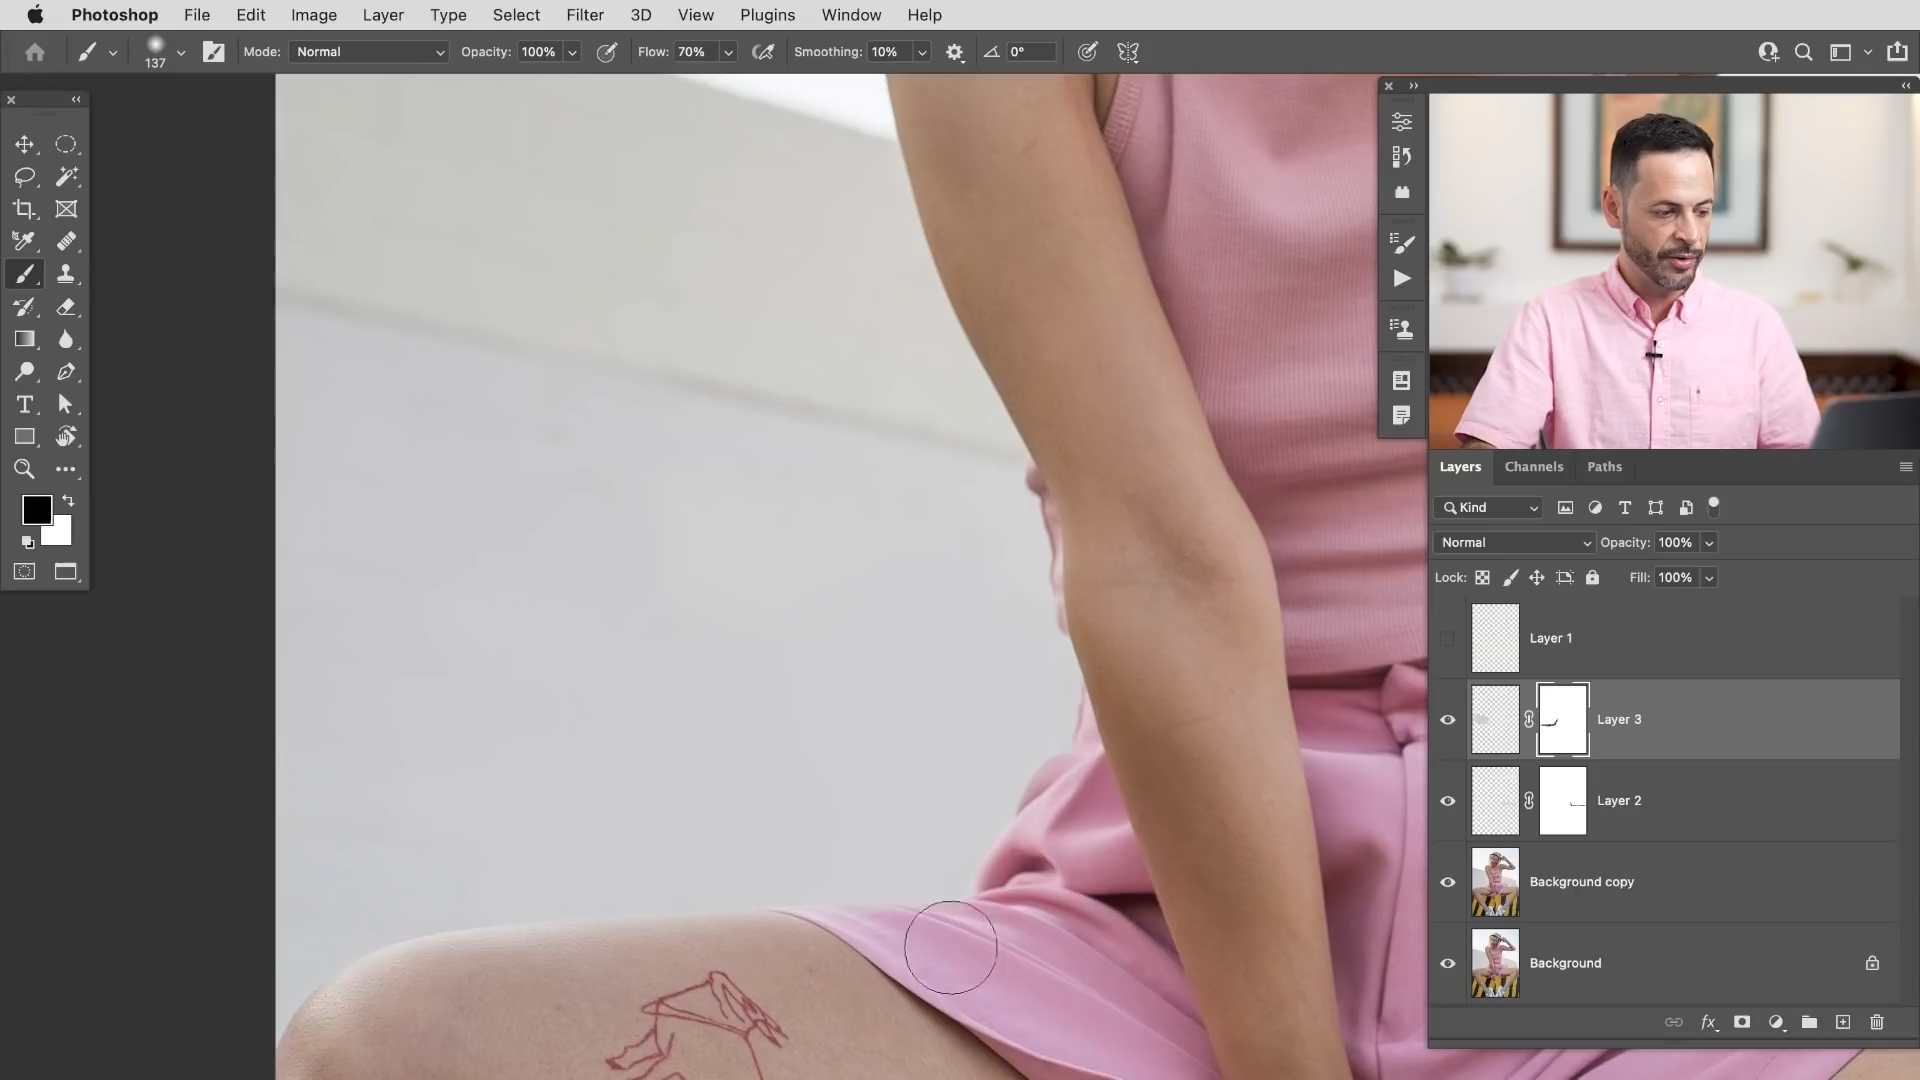 Photoshop File Edit Image Layer Type Select Filter 3D View Plugins Window Help
137 Mode: Normal Opacity: 100% Flow: 70% Smoothing: 10% 0°
Layers Channels Paths
Kind
Normal Opacity: 100%
Lock: Fill: 100%
Layer 1
Layer 3
Layer 2
Background copy
Background
fx